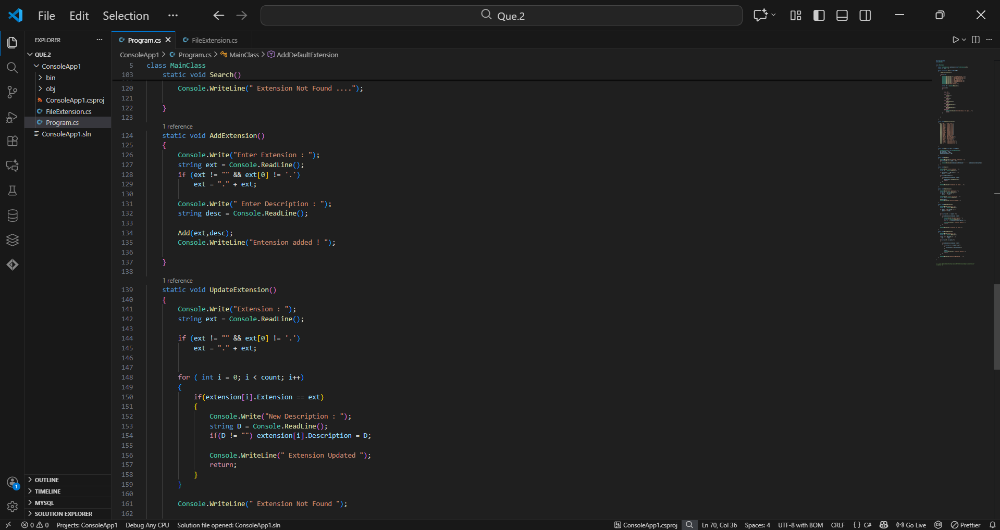 File Edit Selection ··· Que.2
EXPLORER ···
QUE.2
ConsoleApp1
bin
obj
ConsoleApp1.csproj
FileExtension.cs
Program.cs
ConsoleApp1.sln
OUTLINE
TIMELINE
MYSQL
SOLUTION EXPLORER
Program.cs FileExtension.cs
ConsoleApp1 > Program.cs > MainClass > AddDefaultExtension
5 class MainClass
103 static void Search()
120 Console.WriteLine(" Extension Not Found ....");
121
122 }
123
1 reference
124 static void AddExtension()
125 {
126 Console.Write("Enter Extension : ");
127 string ext = Console.ReadLine();
128 if (ext != "" && ext[0] != '.')
129 ext = "." + ext;
130
131 Console.Write(" Enter Description : ");
132 string desc = Console.ReadLine();
133
134 Add(ext,desc);
135 Console.WriteLine("Entension added ! ");
136
137 }
138
1 reference
139 static void UpdateExtension()
140 {
141 Console.Write("Extension : ");
142 string ext = Console.ReadLine();
143
144 if (ext != "" && ext[0] != '.')
145 ext = "." + ext;
146
147
148 for ( int i = 0; i < count; i++)
149 {
150 if(extension[i].Extension == ext)
151 {
152 Console.Write("New Description : ");
153 string D = Console.ReadLine();
154 if(D != "") extension[i].Description = D;
155
156 Console.WriteLine(" Extension Updated ");
157 return;
158 }
159 }
160
161 Console.WriteLine(" Extension Not Found ");
162
1
0 0 Projects: ConsoleApp1 Debug Any CPU Solution file opened: ConsoleApp1.sln ConsoleApp1.csproj Ln 70, Col 36 Spaces: 4 UTF-8 with BOM CRLF { } C# Go Live Prettier